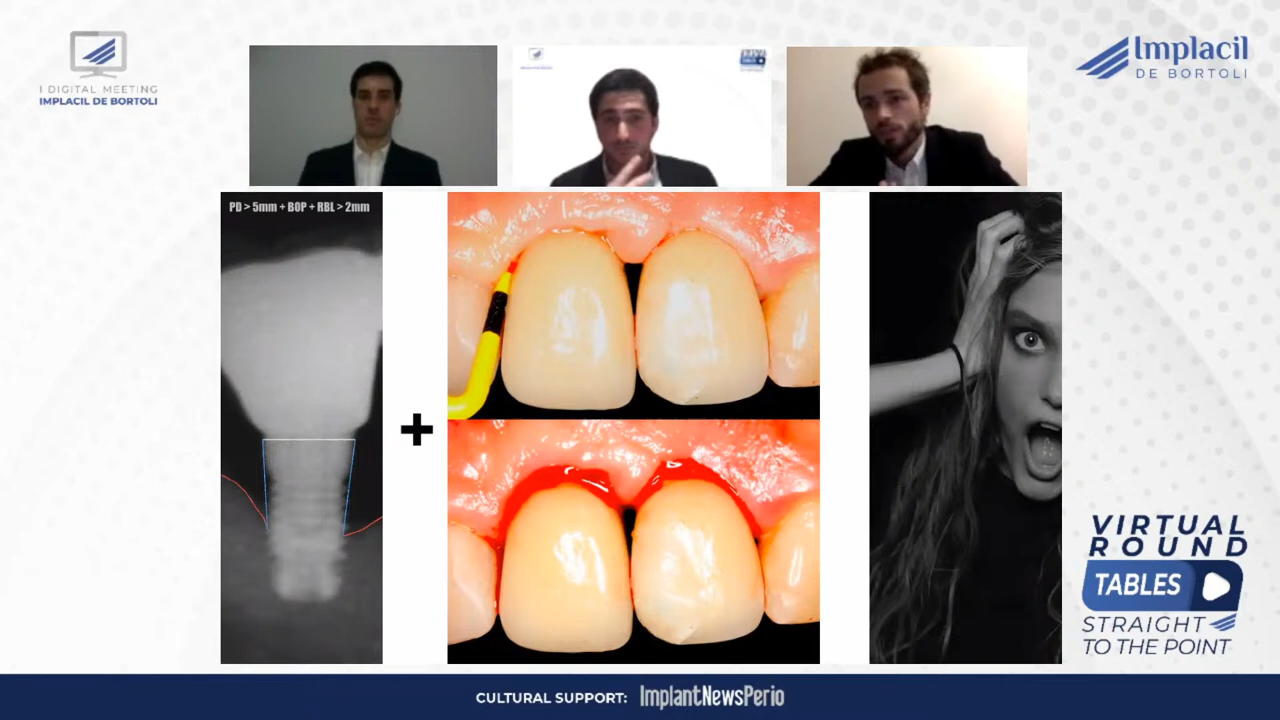 I DIGITAL MEETING
IMPLACIL DE BORTOLI
Implacil
DE BORTOLI
PD > 5mm + BOP + RBL > 2mm
+
VIRTUAL
ROUND
TABLES
STRAIGHT
TO THE POINT
CULTURAL SUPPORT: ImplantNewsPerio